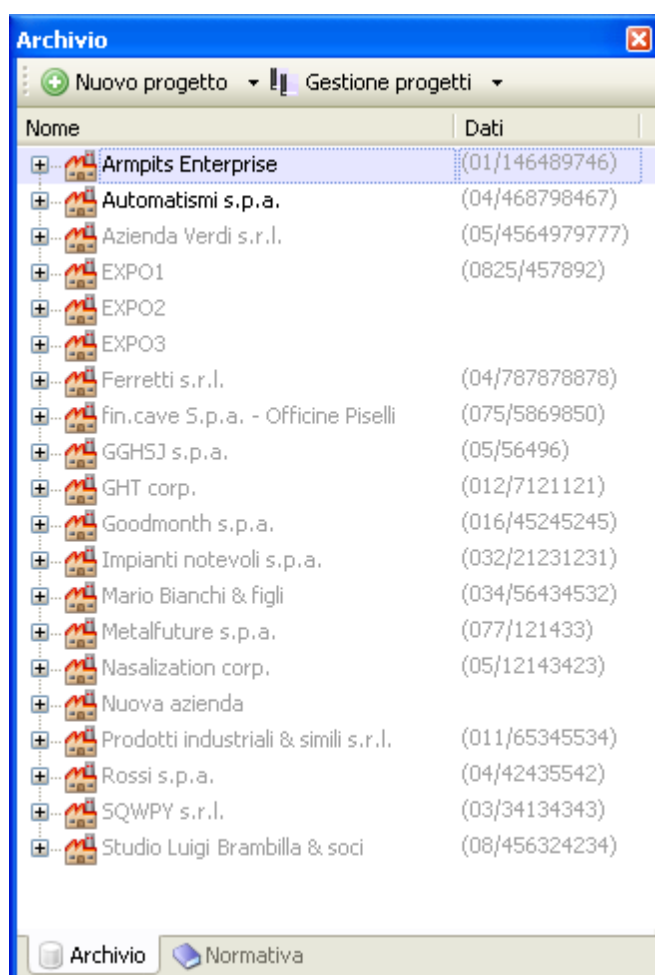 Archivio
Nuovo progetto Gestione progetti
Nome Dati
Armpits Enterprise (01/146489746)
Automatismi s.p.a. (04/468798467)
Azienda Verdi s.r.l. (05/4564979777)
EXPO1 (0825/457892)
EXPO2
EXPO3
Ferretti s.r.l. (04/787878878)
fin.cave S.p.a. - Officine Piselli (075/5869850)
GGHSJ s.p.a. (05/56496)
GHT corp. (012/7121121)
Goodmonth s.p.a. (016/45245245)
Impianti notevoli s.p.a. (032/21231231)
Mario Bianchi & figli (034/56434532)
Metalfuture s.p.a. (077/121433)
Nasalization corp. (05/12143423)
Nuova azienda
Prodotti industriali & simili s.r.l. (011/65345534)
Rossi s.p.a. (04/42435542)
SQWPY s.r.l. (03/34134343)
Studio Luigi Brambilla & soci (08/456324234)
Archivio Normativa